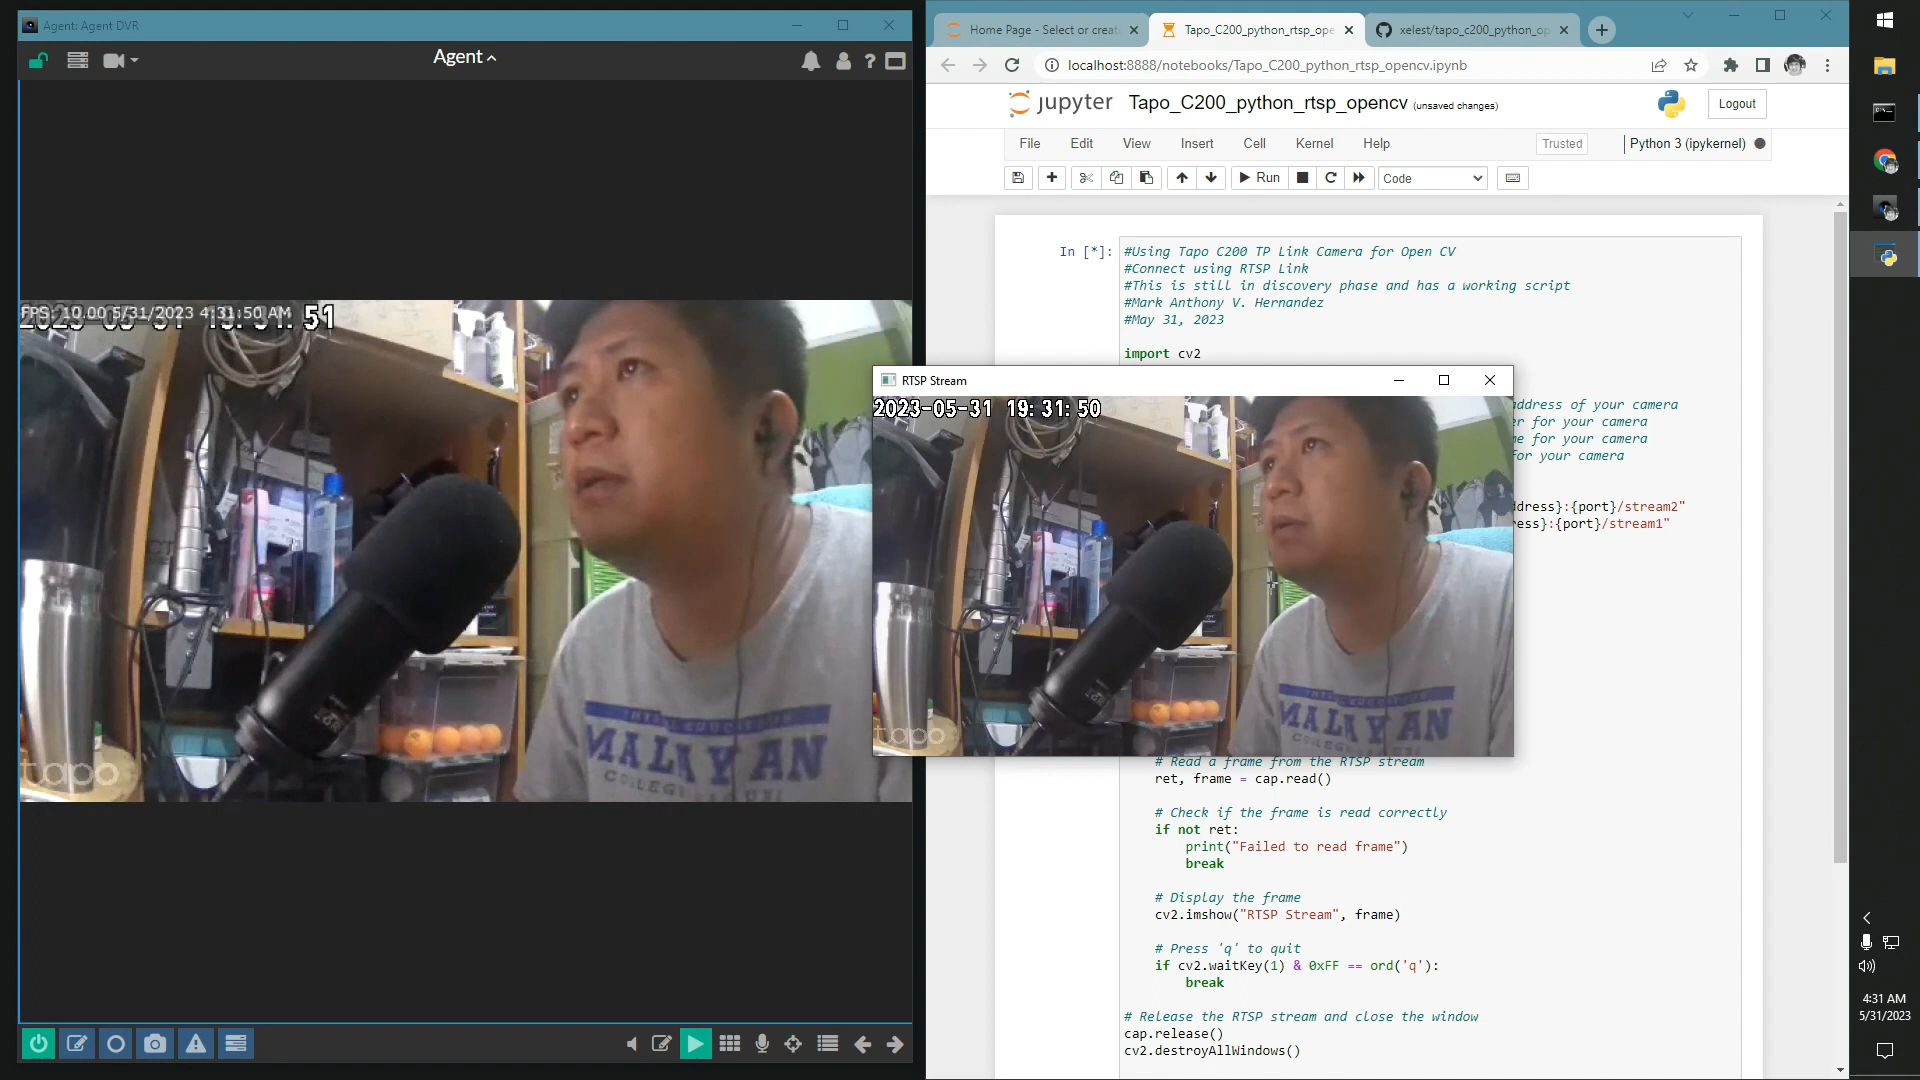 Agent: Agent DVR
Agent
FPS: 10.00 5/31/2023 4:31:50 AM
51
tapo
MALAYAN
Home Page - Select or creat
Tapo_C200_python_rtsp_ope
xelest/tapo_c200_python_op
localhost:8888/notebooks/Tapo_C200_python_rtsp_opencv.ipynb
jupyter
Tapo_C200_python_rtsp_opencv (unsaved changes)
Logout
File Edit View Insert Cell Kernel Help
Trusted
Python 3 (ipykernel)
Run
Code
In [*]:
#Using Tapo C200 TP Link Camera for Open CV
#Connect using RTSP Link
#This is still in discovery phase and has a working script
#Mark Anthony V. Hernandez
#May 31, 2023
import cv2
RTSP Stream
2023-05-31 19:31:50
address of your camera
er for your camera
me for your camera
for your camera
ddress}:{port}/stream2"
ress}:{port}/stream1"
tapo
MALAYAN
# Read a frame from the RTSP stream
ret, frame = cap.read()
# Check if the frame is read correctly
if not ret:
print("Failed to read frame")
break
# Display the frame
cv2.imshow("RTSP Stream", frame)
# Press 'q' to quit
if cv2.waitKey(1) & 0xFF == ord('q'):
break
# Release the RTSP stream and close the window
cap.release()
cv2.destroyAllWindows()
4:31 AM
5/31/2023